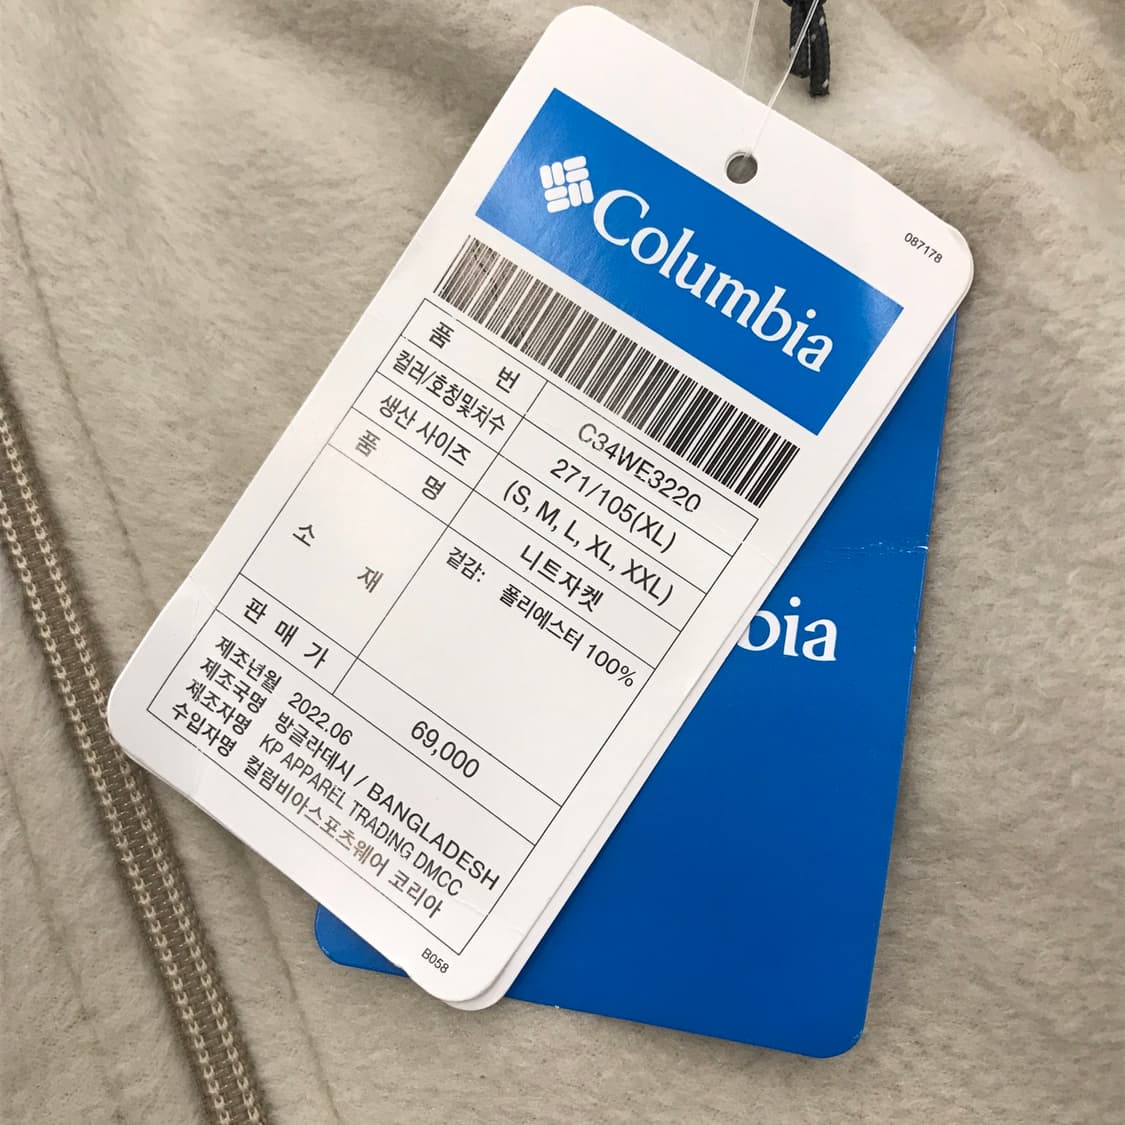 Columbia
087178
품 번 C34WE3220
컬러/호칭및치수 271/105(XL)
생산 사이즈 (S, M, L, XL, XXL)
품 명 니트자켓
소 재 겉감: 폴리에스터 100%
판 매 가 69,000
제조년월 2022.06
제조국명 방글라데시 / BANGLADESH
제조자명 KP APPAREL TRADING DMCC
수입자명 컬럼비아스포츠웨어 코리아
B058
bia